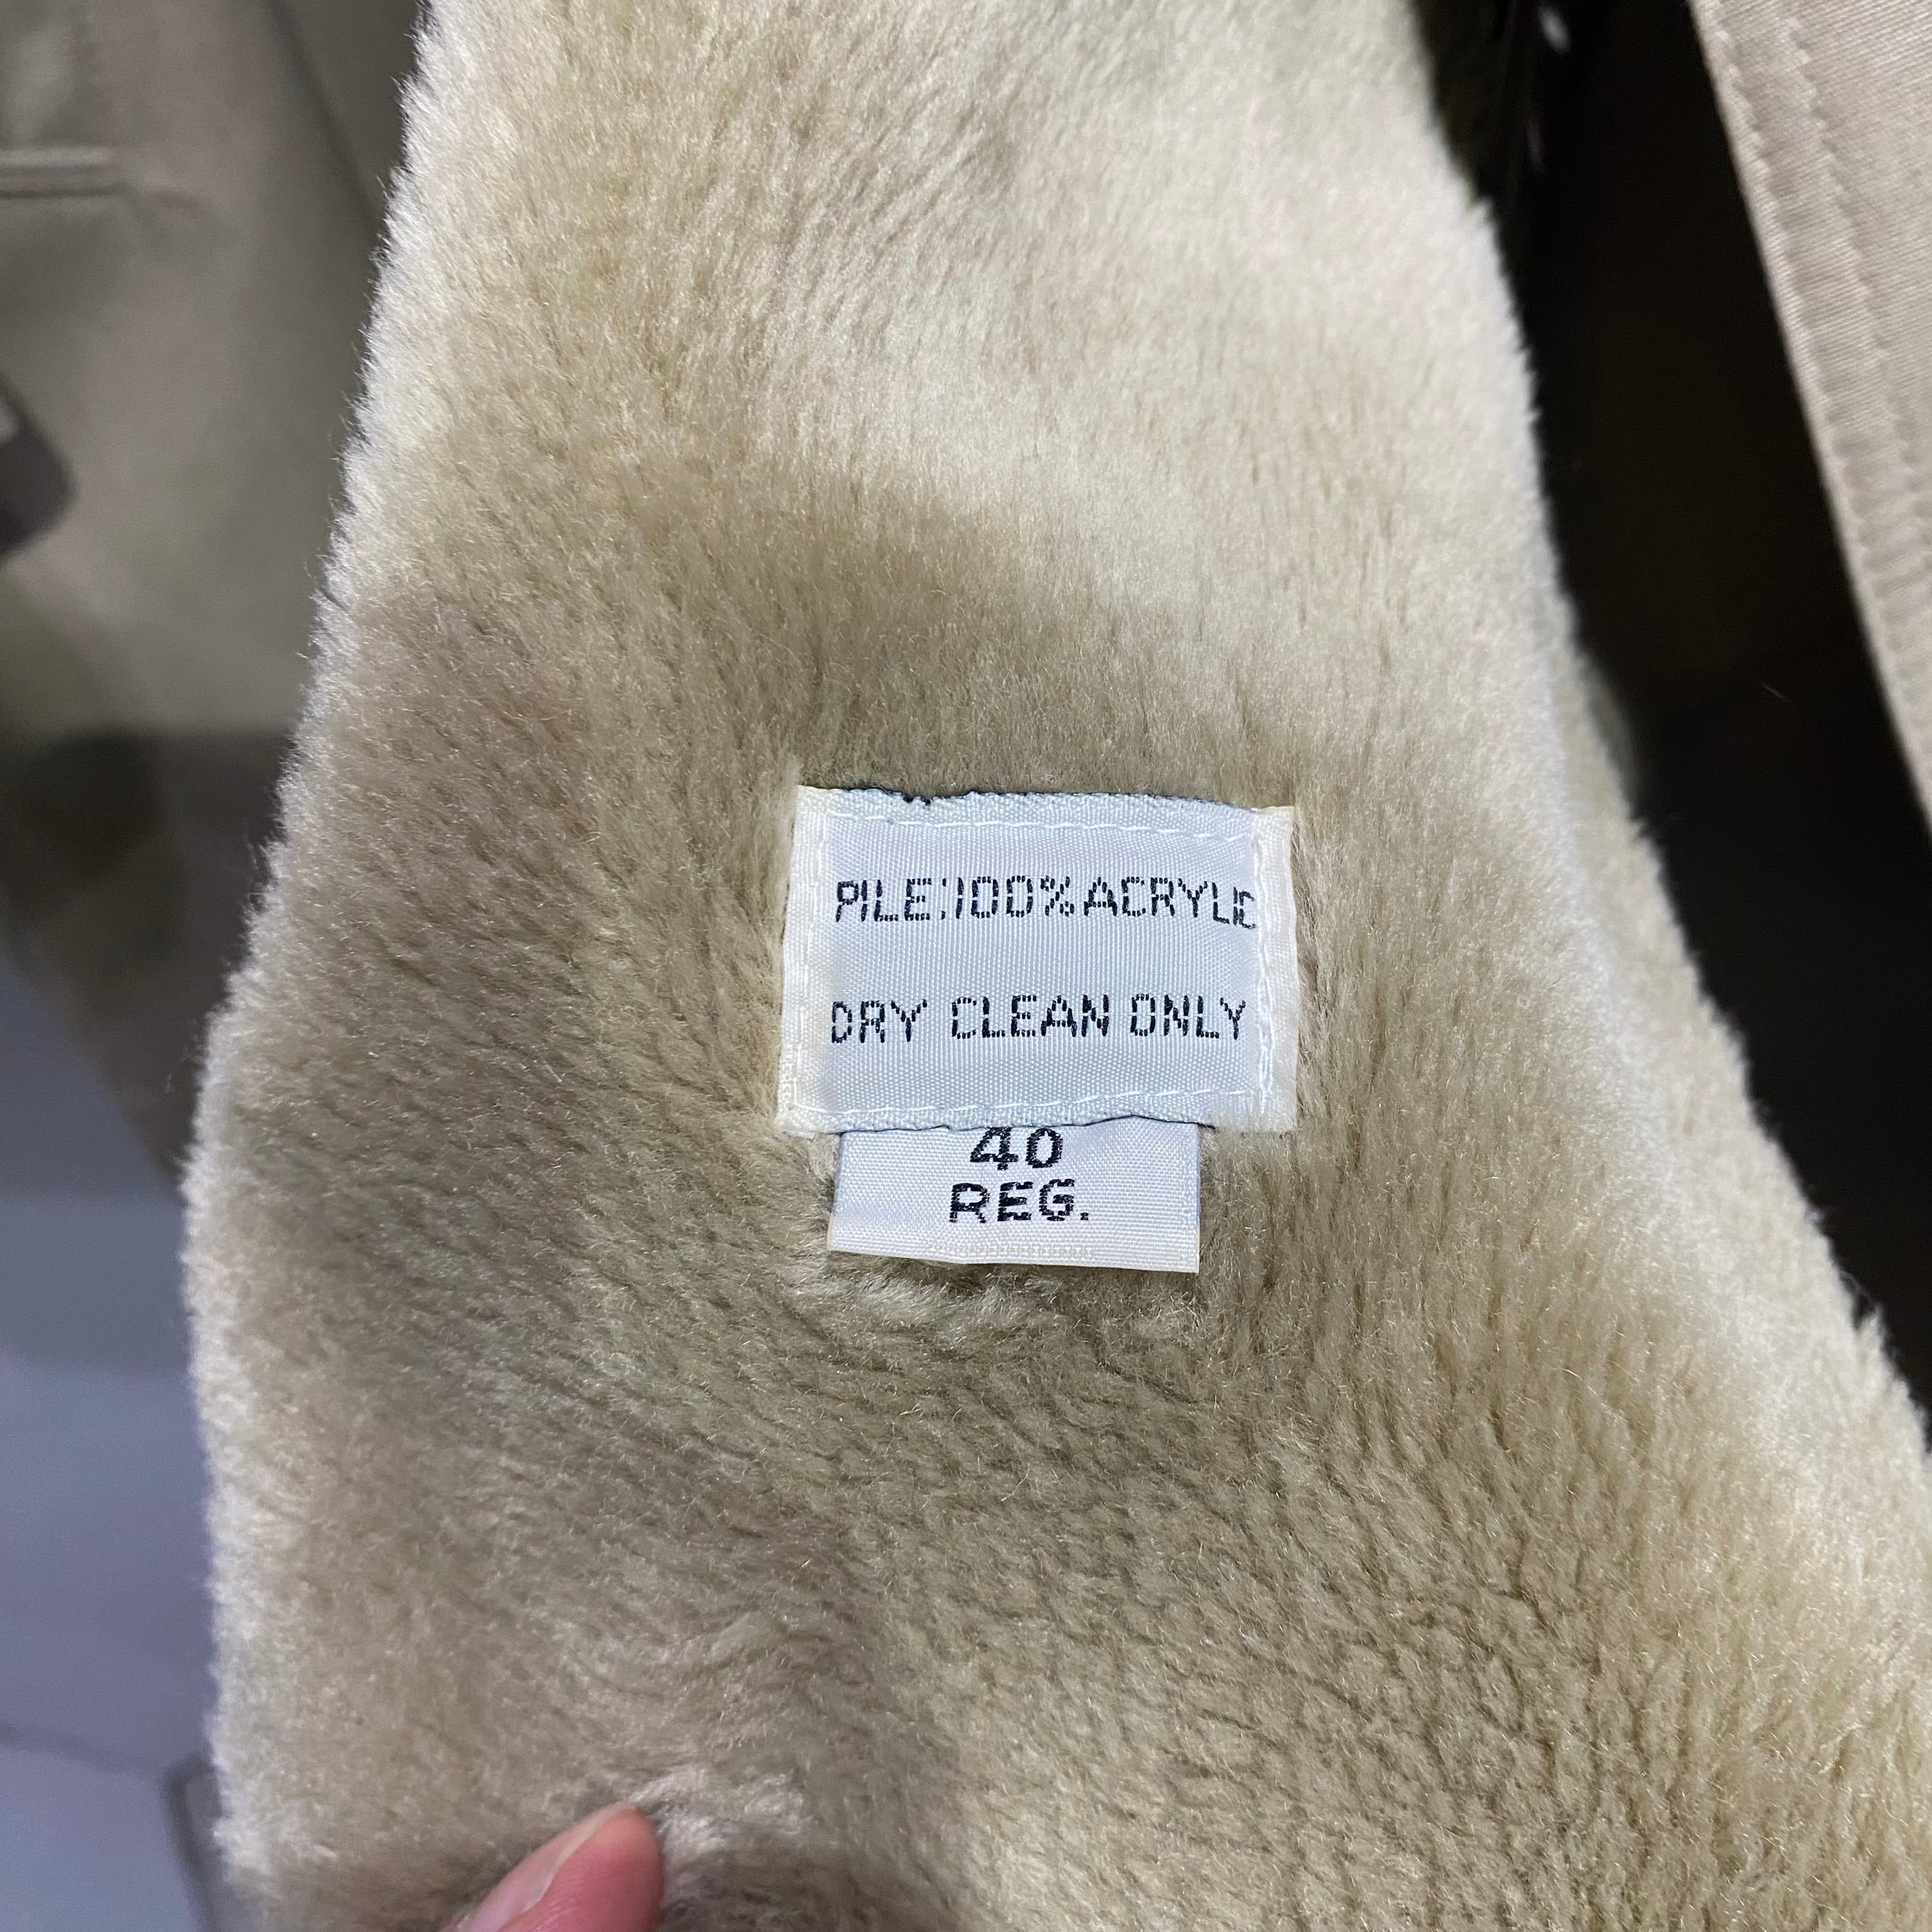 PILE:100% ACRYLIC
DRY CLEAN ONLY
40
REG.